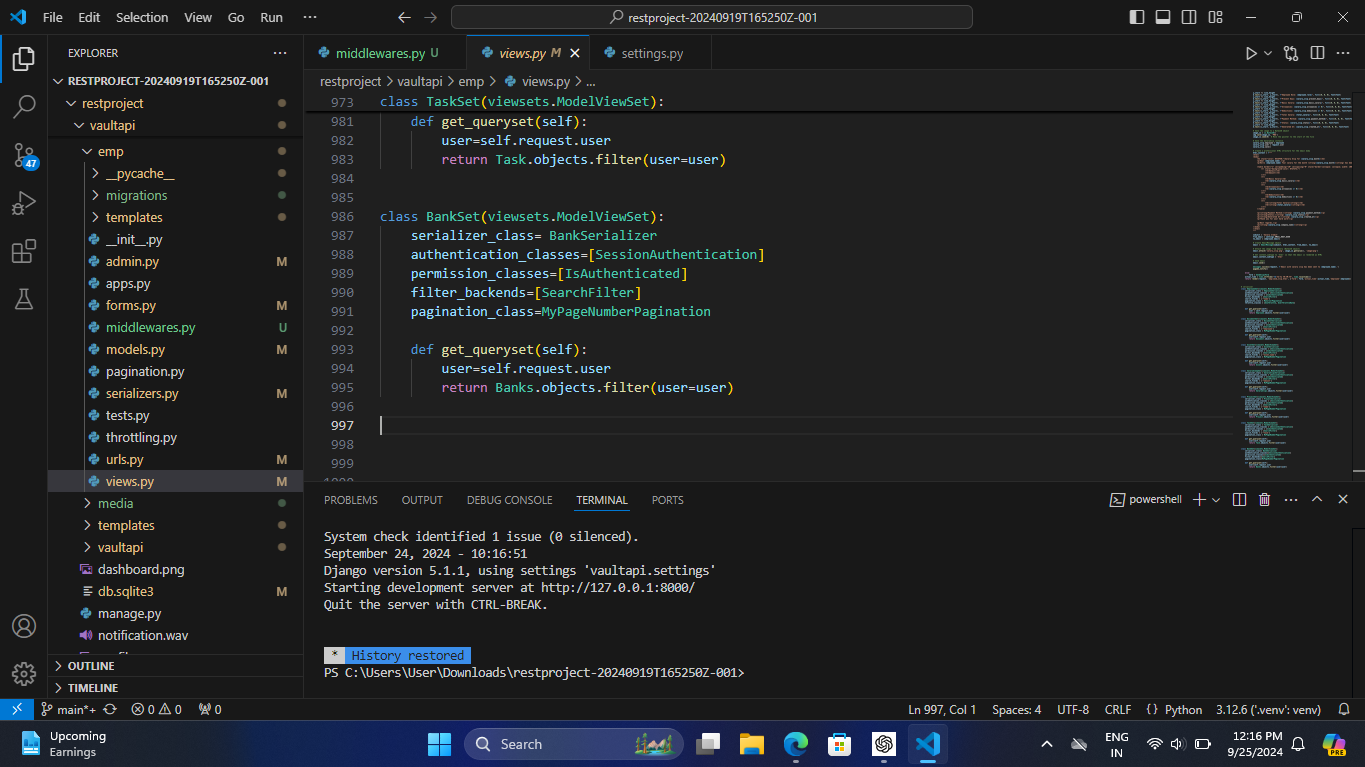 File Edit Selection View Go Run ···
restproject-20240919T165250Z-001
EXPLORER ···
RESTPROJECT-20240919T165250Z-001
restproject
vaultapi
emp
__pycache__
migrations
templates
__init__.py
admin.py M
apps.py
forms.py M
middlewares.py U
models.py M
pagination.py
serializers.py M
tests.py
throttling.py
urls.py M
views.py M
media
templates
vaultapi
dashboard.png
db.sqlite3 M
manage.py
notification.wav
OUTLINE
TIMELINE
47
middlewares.py U
views.py M
settings.py
restproject > vaultapi > emp > views.py > ...
973 class TaskSet(viewsets.ModelViewSet):
981 def get_queryset(self):
982 user=self.request.user
983 return Task.objects.filter(user=user)
984
985
986 class BankSet(viewsets.ModelViewSet):
987 serializer_class= BankSerializer
988 authentication_classes=[SessionAuthentication]
989 permission_classes=[IsAuthenticated]
990 filter_backends=[SearchFilter]
991 pagination_class=MyPageNumberPagination
992
993 def get_queryset(self):
994 user=self.request.user
995 return Banks.objects.filter(user=user)
996
997
998
999
PROBLEMS OUTPUT DEBUG CONSOLE TERMINAL PORTS
powershell
System check identified 1 issue (0 silenced).
September 24, 2024 - 10:16:51
Django version 5.1.1, using settings 'vaultapi.settings'
Starting development server at http://127.0.0.1:8000/
Quit the server with CTRL-BREAK.
* History restored
PS C:\Users\User\Downloads\restproject-20240919T165250Z-001>
main*+ 0 0 0
Ln 997, Col 1 Spaces: 4 UTF-8 CRLF {} Python 3.12.6 ('.venv': venv)
Upcoming
Earnings
Search
ENG
IN
12:16 PM
9/25/2024
PRE